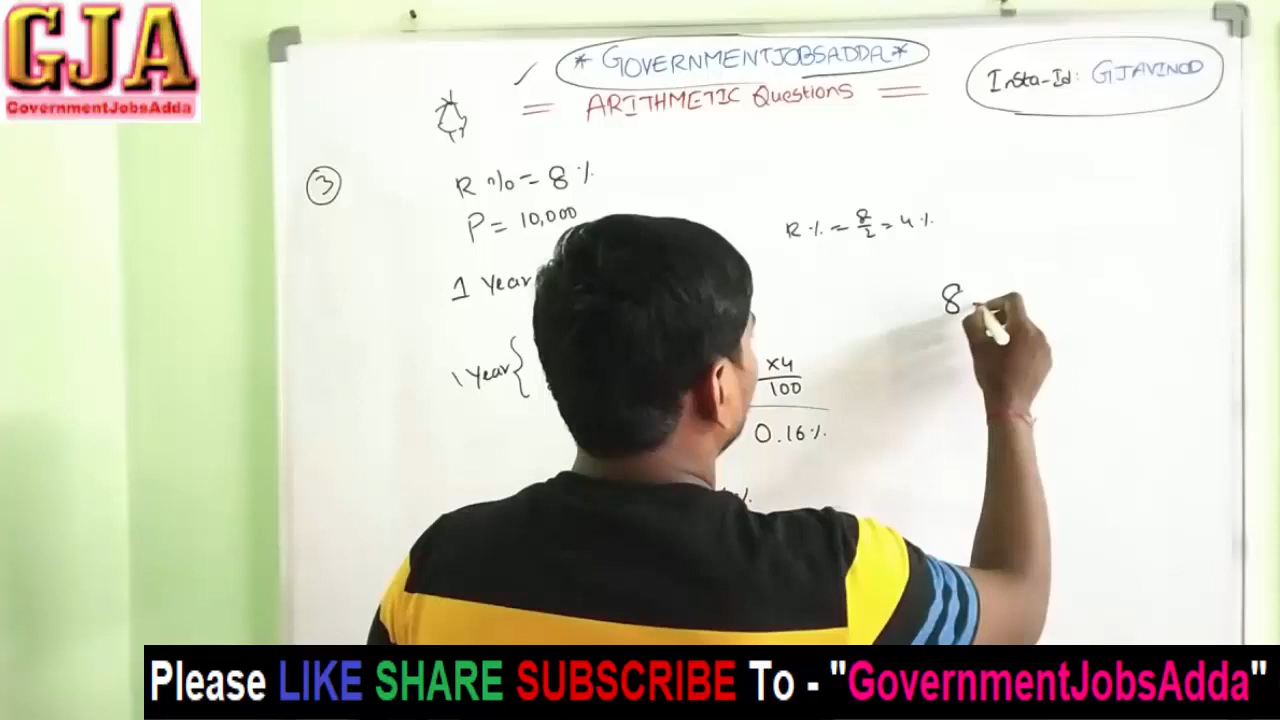 GJA
GovernmentJobsAdda
* GOVERNMENTJOBSADDA *
Insta-Id: GJAVINOD
= ARITHMETIC Questions =
3
R % = 8 %
P = 10,000
R % = 8/2 = 4 %
1 Year
8
1 Year {
×4
100
0.16 %
%.
Please LIKE SHARE SUBSCRIBE To - "GovernmentJobsAdda"